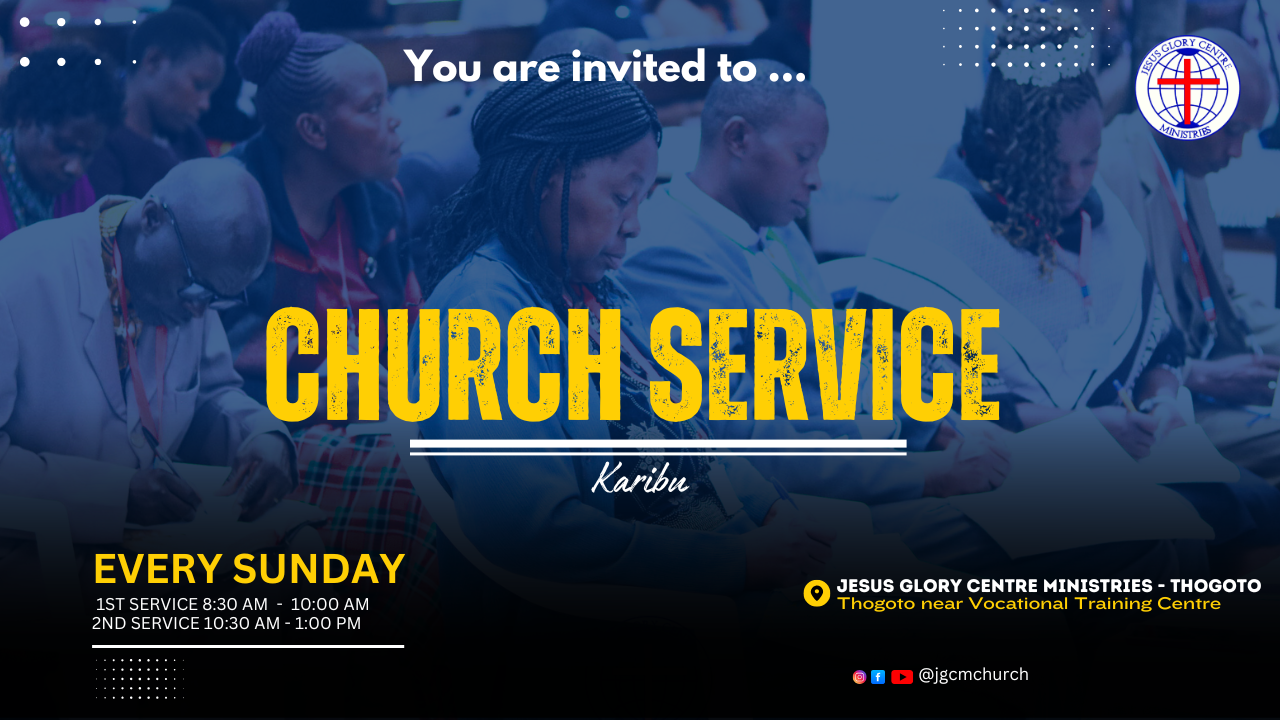 You are invited to ...
JESUS GLORY CENTRE
MINISTRIES
CHURCH SERVICE
Karibu
EVERY SUNDAY
1ST SERVICE 8:30 AM - 10:00 AM
2ND SERVICE 10:30 AM - 1:00 PM
JESUS GLORY CENTRE MINISTRIES - THOGOTO
Thogoto near Vocational Training Centre
@jgcmchurch